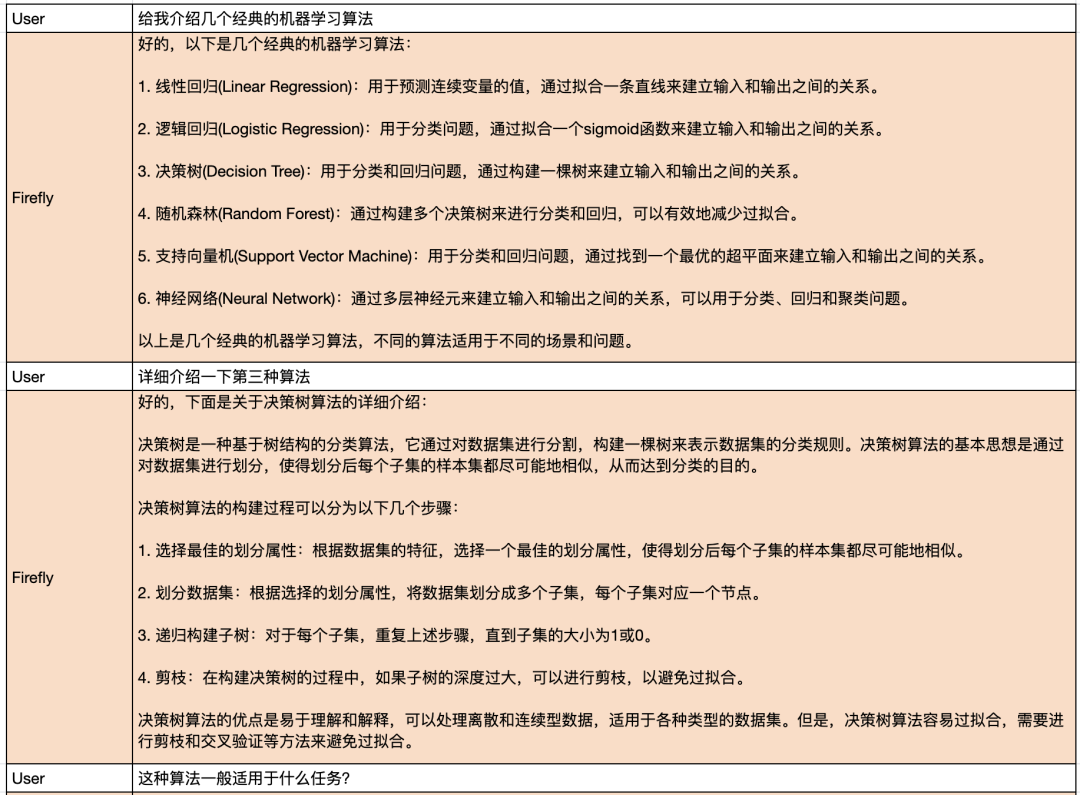 User
给我介绍几个经典的机器学习算法
Firefly
好的，以下是几个经典的机器学习算法：
1. 线性回归(Linear Regression)：用于预测连续变量的值，通过拟合一条直线来建立输入和输出之间的关系。
2. 逻辑回归(Logistic Regression)：用于分类问题，通过拟合一个sigmoid函数来建立输入和输出之间的关系。
3. 决策树(Decision Tree)：用于分类和回归问题，通过构建一棵树来建立输入和输出之间的关系。
4. 随机森林(Random Forest)：通过构建多个决策树来进行分类和回归，可以有效地减少过拟合。
5. 支持向量机(Support Vector Machine)：用于分类和回归问题，通过找到一个最优的超平面来建立输入和输出之间的关系。
6. 神经网络(Neural Network)：通过多层神经元来建立输入和输出之间的关系，可以用于分类、回归和聚类问题。
以上是几个经典的机器学习算法，不同的算法适用于不同的场景和问题。
User
详细介绍一下第三种算法
Firefly
好的，下面是关于决策树算法的详细介绍：
决策树是一种基于树结构的分类算法，它通过对数据集进行分割，构建一棵树来表示数据集的分类规则。决策树算法的基本思想是通过
对数据集进行划分，使得划分后每个子集的样本集都尽可能地相似，从而达到分类的目的。
决策树算法的构建过程可以分为以下几个步骤：
1. 选择最佳的划分属性：根据数据集的特征，选择一个最佳的划分属性，使得划分后每个子集的样本集都尽可能地相似。
2. 划分数据集：根据选择的划分属性，将数据集划分成多个子集，每个子集对应一个节点。
3. 递归构建子树：对于每个子集，重复上述步骤，直到子集的大小为1或0。
4. 剪枝：在构建决策树的过程中，如果子树的深度过大，可以进行剪枝，以避免过拟合。
决策树算法的优点是易于理解和解释，可以处理离散和连续型数据，适用于各种类型的数据集。但是，决策树算法容易过拟合，需要进
行剪枝和交叉验证等方法来避免过拟合。
User
这种算法一般适用于什么任务?